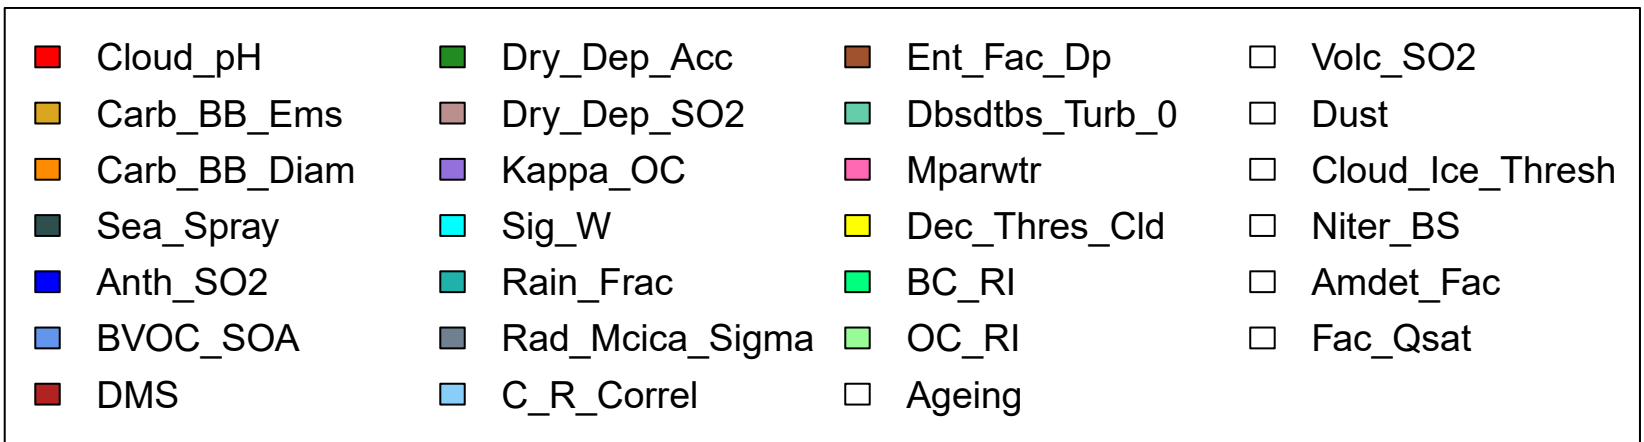 Cloud_pH Dry_Dep_Acc Ent_Fac_Dp Volc_SO2
Carb_BB_Ems Dry_Dep_SO2 Dbsdtbs_Turb_0 Dust
Carb_BB_Diam Kappa_OC Mparwtr Cloud_Ice_Thresh
Sea_Spray Sig_W Dec_Thres_Cld Niter_BS
Anth_SO2 Rain_Frac BC_RI Amdet_Fac
BVOC_SOA Rad_Mcica_Sigma OC_RI Fac_Qsat
DMS C_R_Correl Ageing